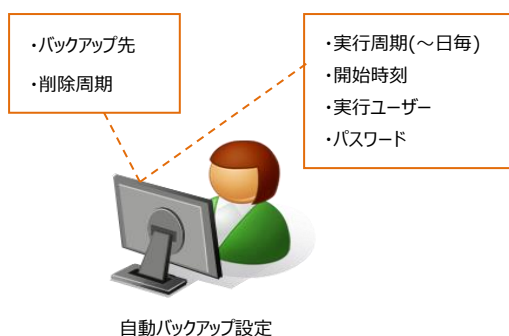 ・バックアップ先
・削除周期
・実行周期(～日毎)
・開始時刻
・実行ユーザー
・パスワード
自動バックアップ設定